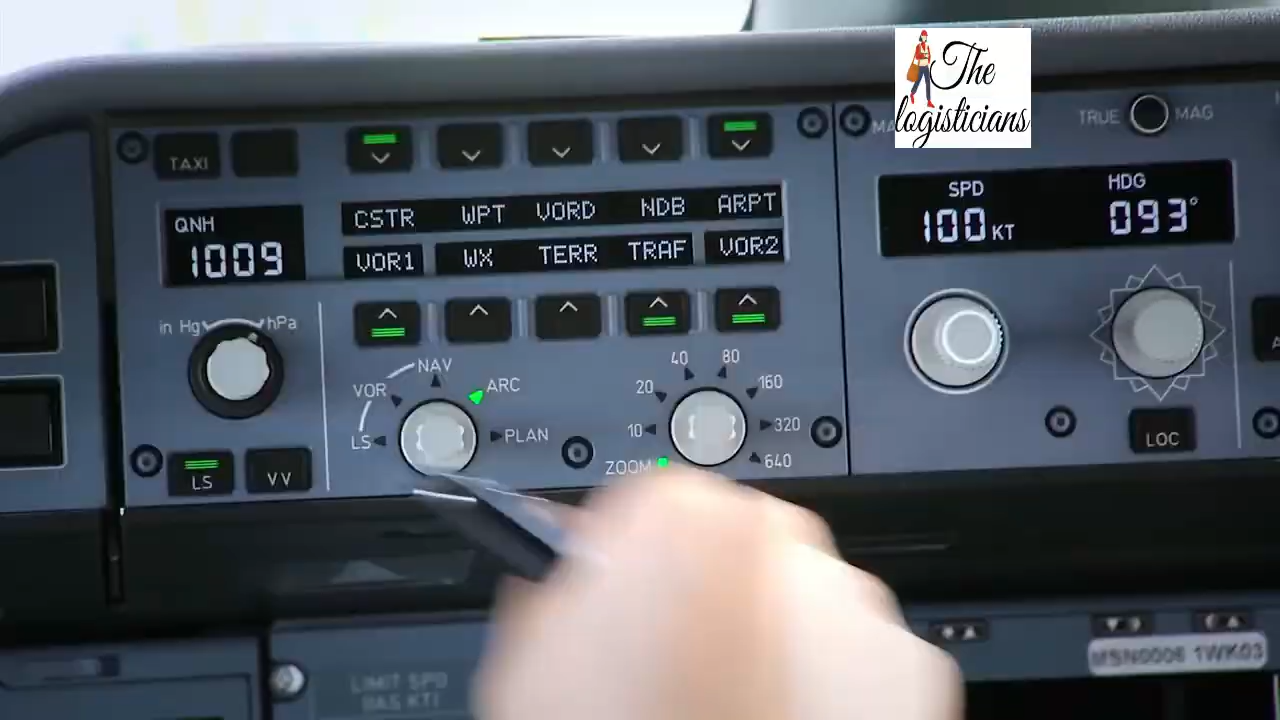 The
logisticians
TRUE MAG
TAXI
QNH
1009
CSTR WPT VORD NDB ARPT
VOR1 WX TERR TRAF VOR2
SPD HDG
100 KT 093°
in Hg hPa
NAV
VOR ARC
LS PLAN
40 80
20 160
10 320
ZOOM 640
LS VV
LOC
LIMIT SPD
MSN0006 1WK03